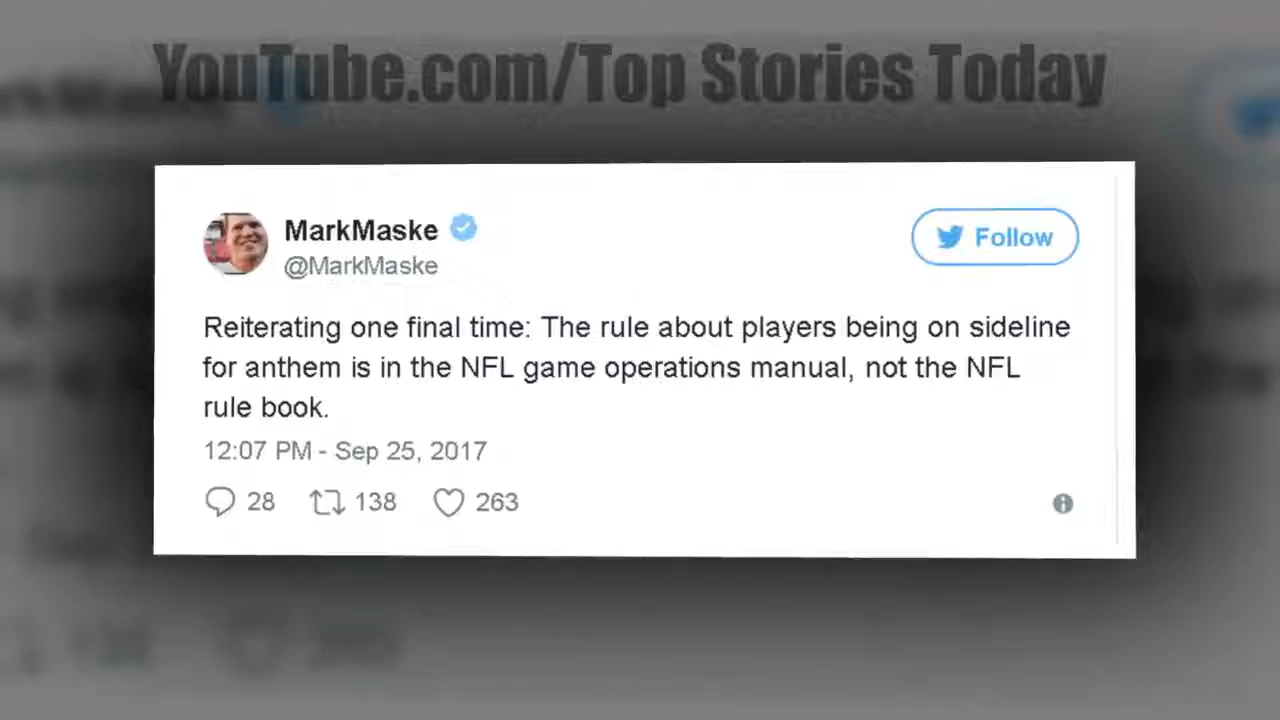 YouTube.com/Top Stories Today
MarkMaske
@MarkMaske
Follow
Reiterating one final time: The rule about players being on sideline
for anthem is in the NFL game operations manual, not the NFL
rule book.
12:07 PM - Sep 25, 2017
28 138 263